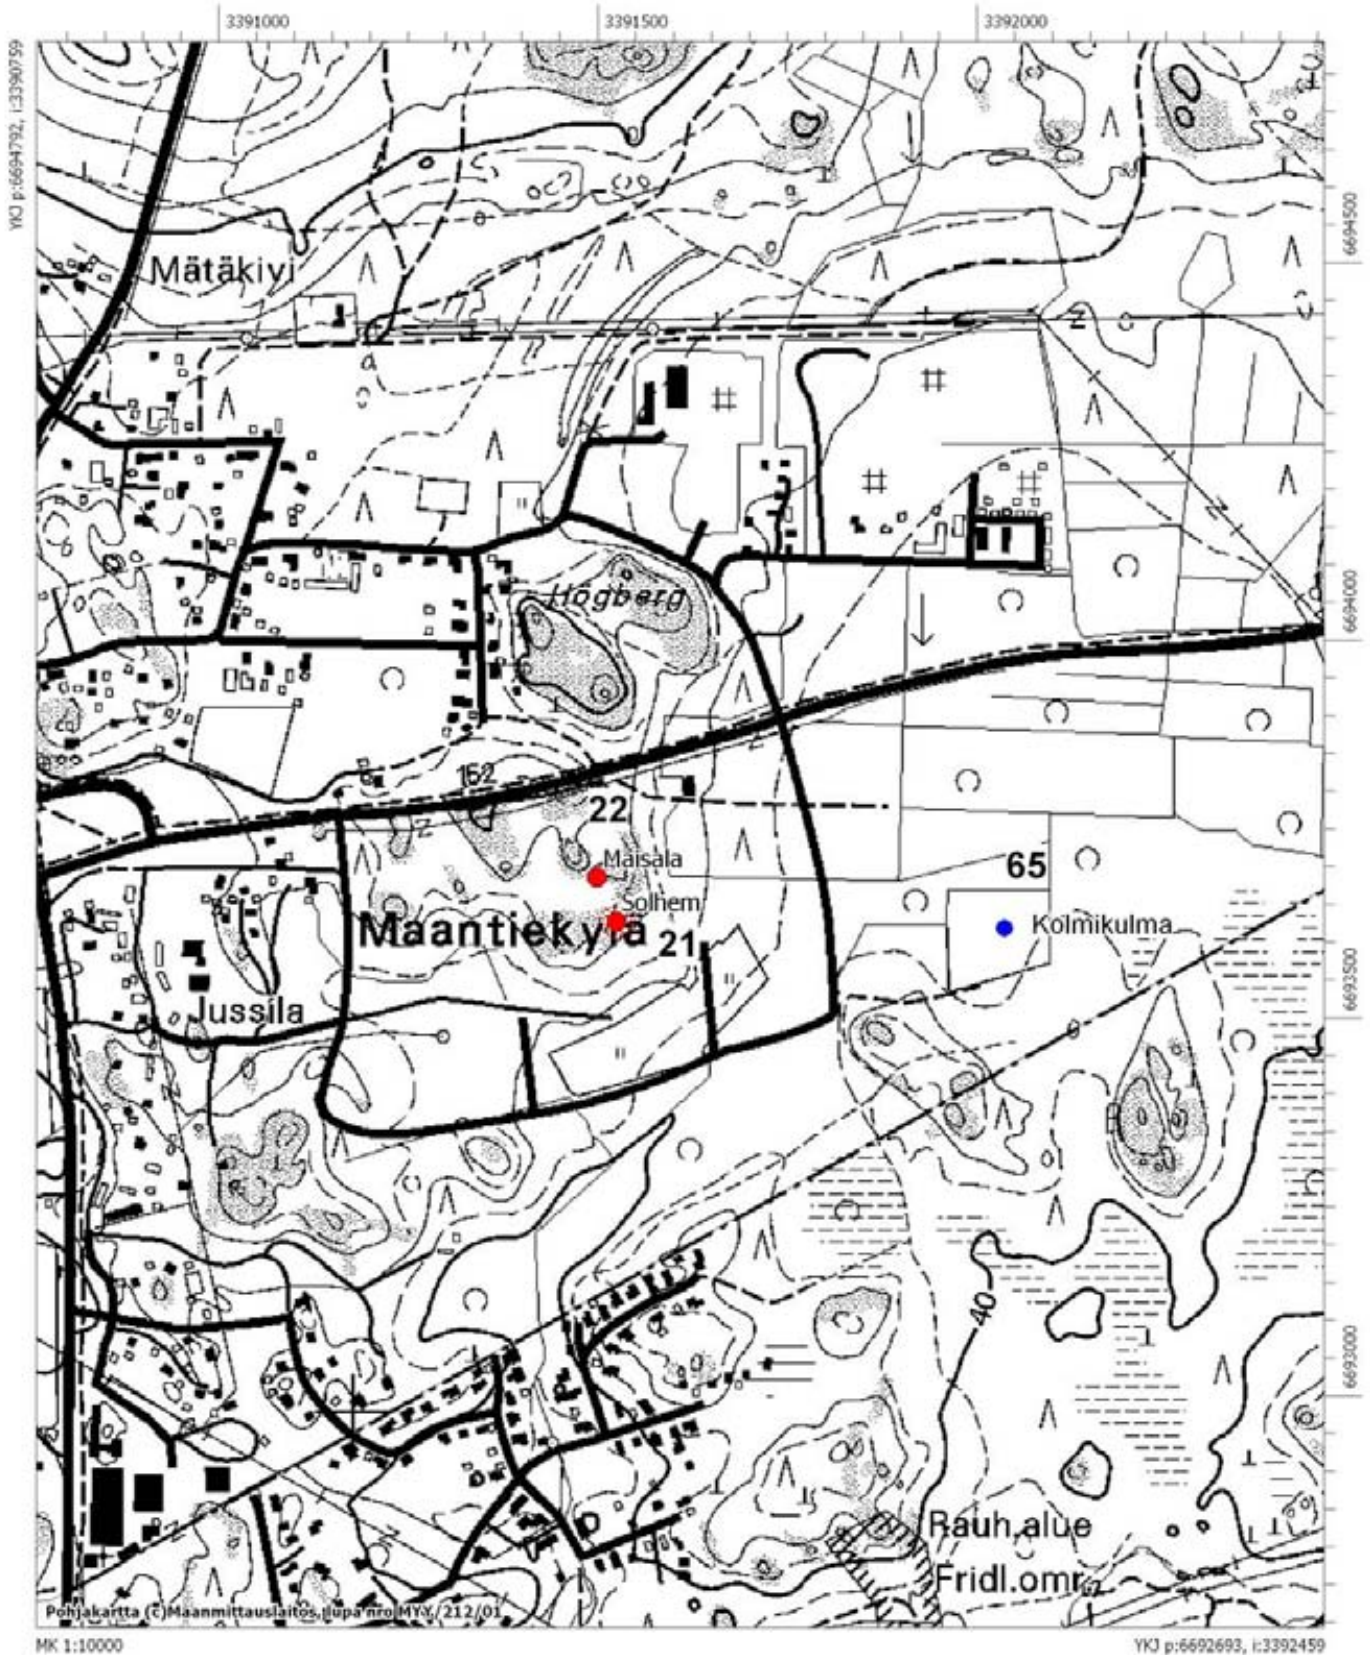 3391000 3391500 3392000
YKJ p:6694792, i:3390759
6694500
Mätäkivi
Högberg
6694000
152
22
Maisala
65
Solhem
Maantiekylä 21
Kolmikulma
6693500
Jussila
40
6693000
Rauh.alue
Fridl.omr.
Pohjakartta (c)Maanmittauslaitos, lupa nro MYY/212/01
MK 1:10000 YKJ p:6692693, i:3392459